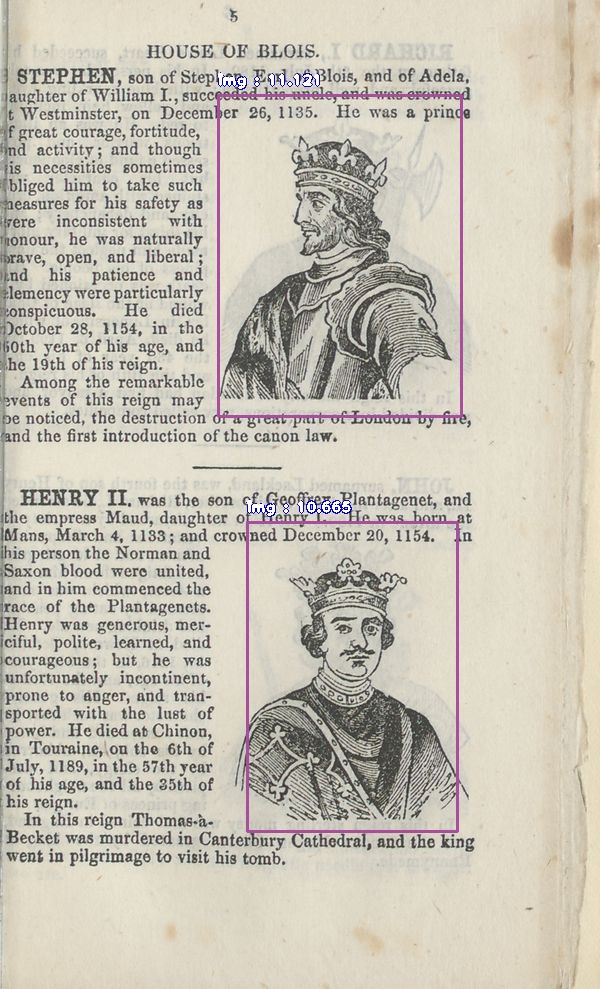 5
HOUSE OF BLOIS.
STEPHEN, son of Stephen, Earl of Blois, and of Adela,
img : 11.121
aughter of William I., succeeded his uncle, and was crowned
t Westminster, on December 26, 1135. He was a prince
f great courage, fortitude,
nd activity; and though
is necessities sometimes
bliged him to take such
measures for his safety as
were inconsistent with
honour, he was naturally
brave, open, and liberal;
and his patience and
clemency were particularly
conspicuous. He died
October 28, 1154, in the
50th year of his age, and
the 19th of his reign.
Among the remarkable
events of this reign may
be noticed, the destruction of a great part of London by fire,
and the first introduction of the canon law.
HENRY II. was the son of Geoffrey Plantagenet, and
img : 10.665
the empress Maud, daughter of Henry I. He was born at
Mans, March 4, 1133; and crowned December 20, 1154. In
his person the Norman and
Saxon blood were united,
and in him commenced the
race of the Plantagenets.
Henry was generous, mer-
ciful, polite, learned, and
courageous; but he was
unfortunately incontinent,
prone to anger, and tran-
sported with the lust of
power. He died at Chinon,
in Touraine, on the 6th of
July, 1189, in the 57th year
of his age, and the 35th of
his reign.
In this reign Thomas-à-
Becket was murdered in Canterbury Cathedral, and the king
went in pilgrimage to visit his tomb.